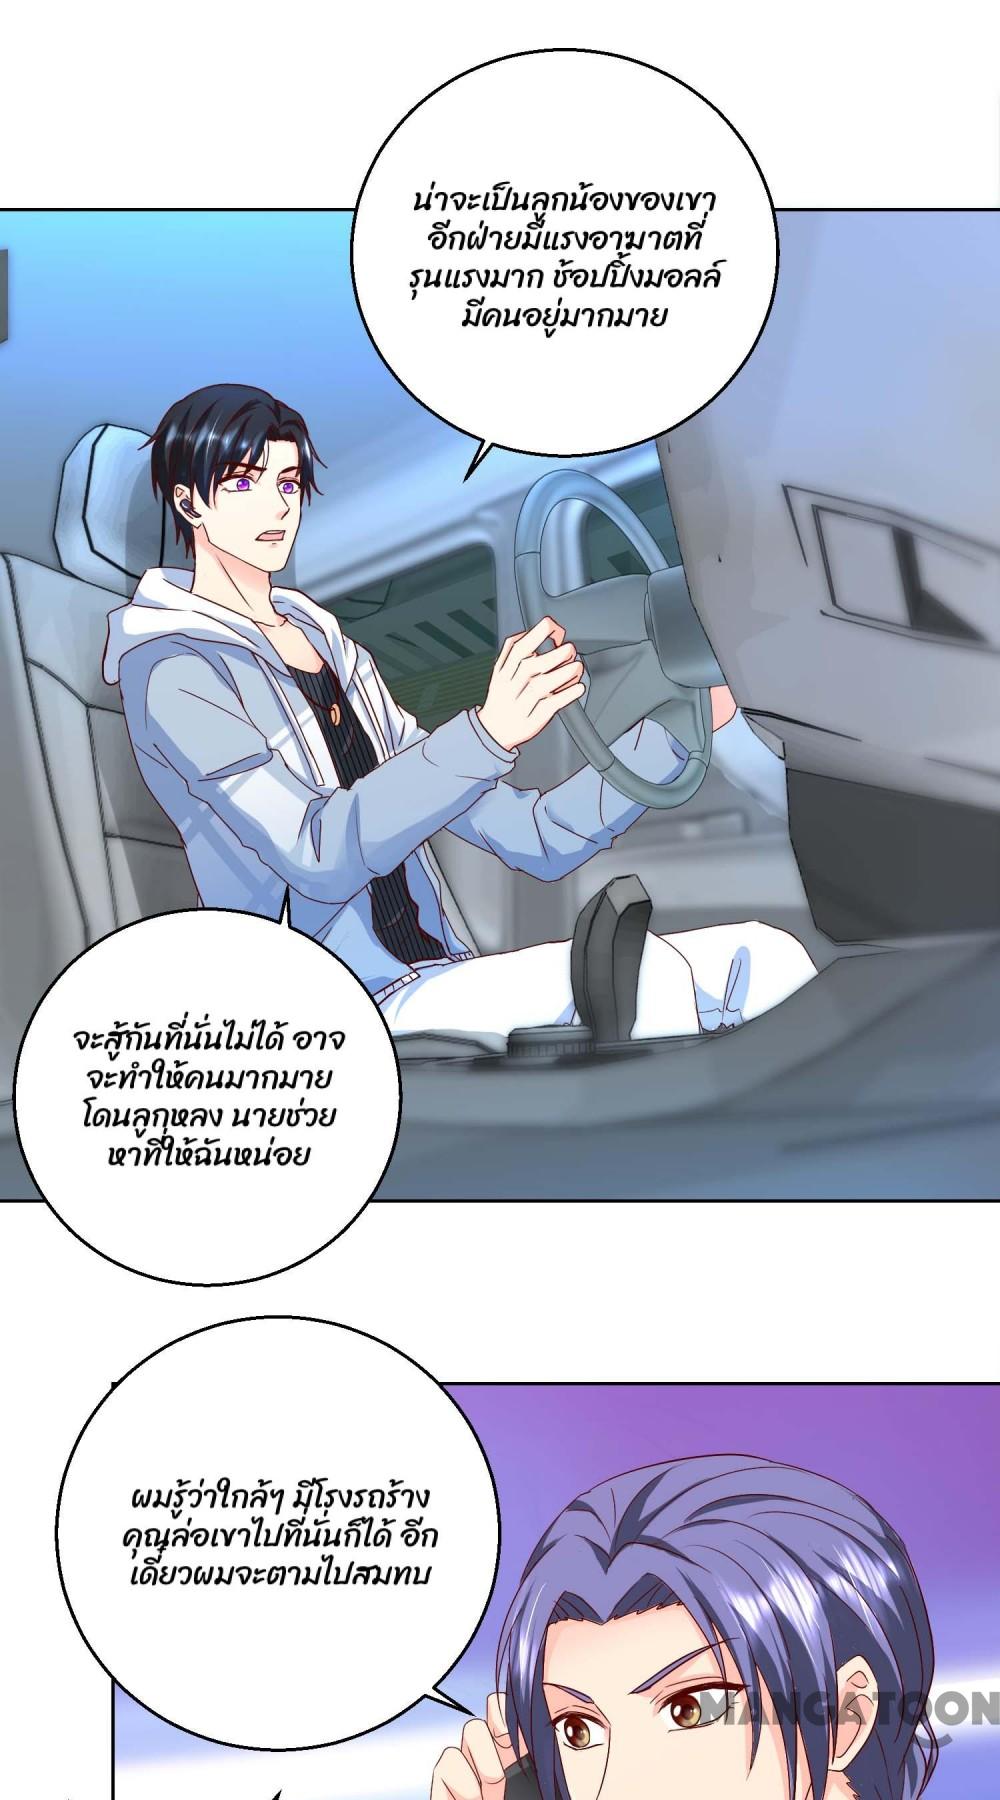 น่าจะเป็นลูกน้องของเขา
อีกฝ่ายมีแรงอาฆาตที่
รุนแรงมาก ช้อปปิ้งมอลล์
มีคนอยู่มากมาย
จะสู้กันที่นั่นไม่ได้ อาจ
จะทำให้คนมากมาย
โดนลูกหลง นายช่วย
หาที่ให้ฉันหน่อย
ผมรู้ว่าใกล้ๆ มีโรงรถร้าง
คุณล่อเขาไปที่นั่นก็ได้ อีก
เดี๋ยวผมจะตามไปสมทบ
MANGATOON